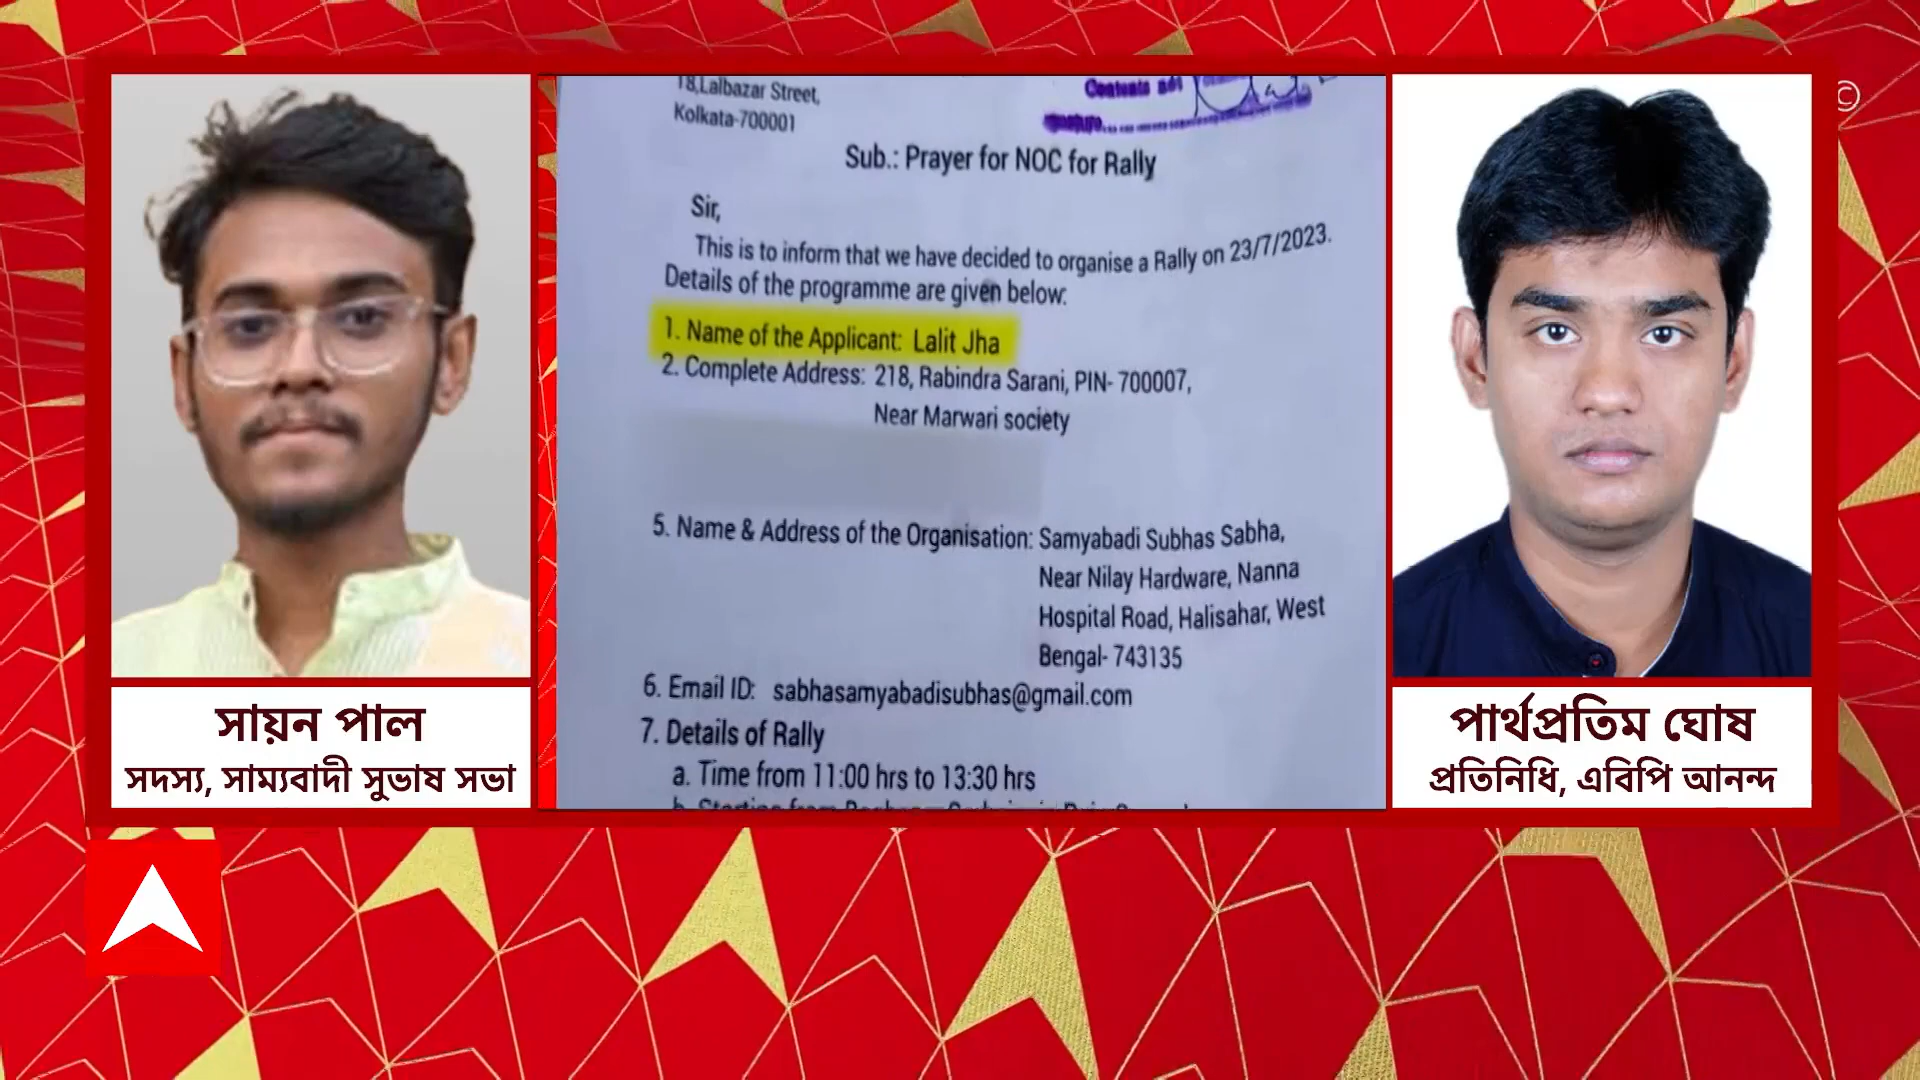 18,Lalbazar Street,
Kolkata-700001
Contents not
signature
Sub.: Prayer for NOC for Rally
Sir,
This is to inform that we have decided to organise a Rally on 23/7/2023.
Details of the programme are given below:
1. Name of the Applicant: Lalit Jha
2. Complete Address: 218, Rabindra Sarani, PIN- 700007,
Near Marwari society
5. Name & Address of the Organisation: Samyabadi Subhas Sabha,
Near Nilay Hardware, Nanna
Hospital Road, Halisahar, West
Bengal- 743135
6. Email ID: sabhasamyabadisubhas@gmail.com
7. Details of Rally
a. Time from 11:00 hrs to 13:30 hrs
b. Starting from
সায়ন পাল
সদস্য, সাম্যবাদী সুভাষ সভা
পার্থপ্রতিম ঘোষ
প্রতিনিধি, এবিপি আনন্দ
©